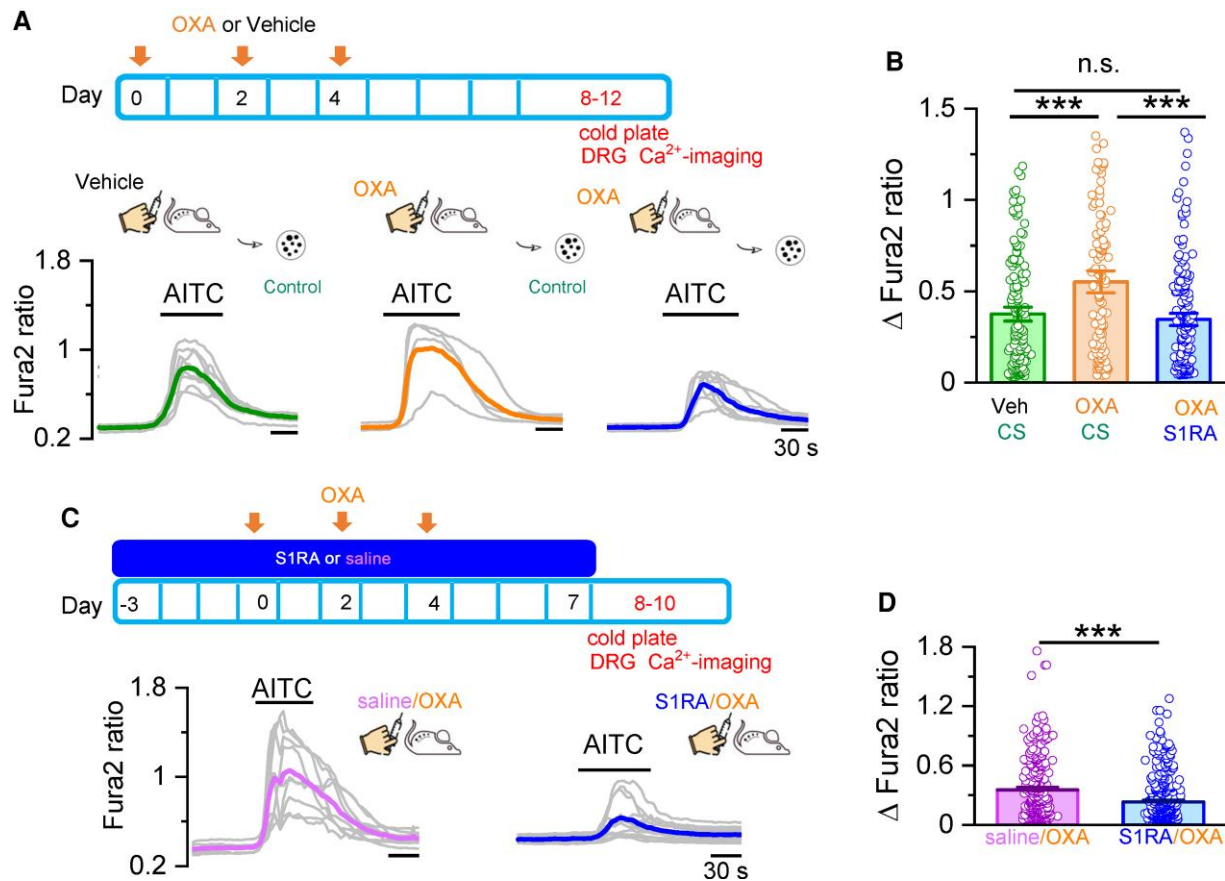 A
OXA or Vehicle
Day 0 2 4 8-12
cold plate
DRG Ca²⁺-imaging
Vehicle
OXA
OXA
Control
Control
AITC
AITC
AITC
Fura2 ratio
1.8
1
0.2
30 s
B
n.s.
*** ***
Δ Fura2 ratio
1.5
1
0.5
0
Veh OXA OXA
CS CS S1RA
C
OXA
S1RA or saline
Day -3 0 2 4 7 8-10
cold plate
DRG Ca²⁺-imaging
Fura2 ratio
1.8
1
0.2
AITC
saline/OXA
AITC
S1RA/OXA
30 s
D
***
Δ Fura2 ratio
1.8
1.2
0.6
0
saline/OXA S1RA/OXA